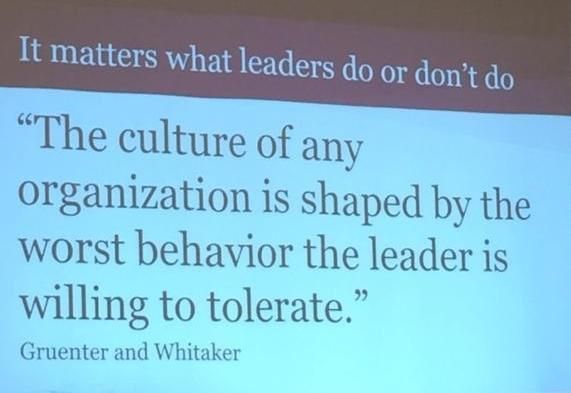 It matters what leaders do or don't do
“The culture of any
organization is shaped by the
worst behavior the leader is
willing to tolerate.”
Gruenter and Whitaker